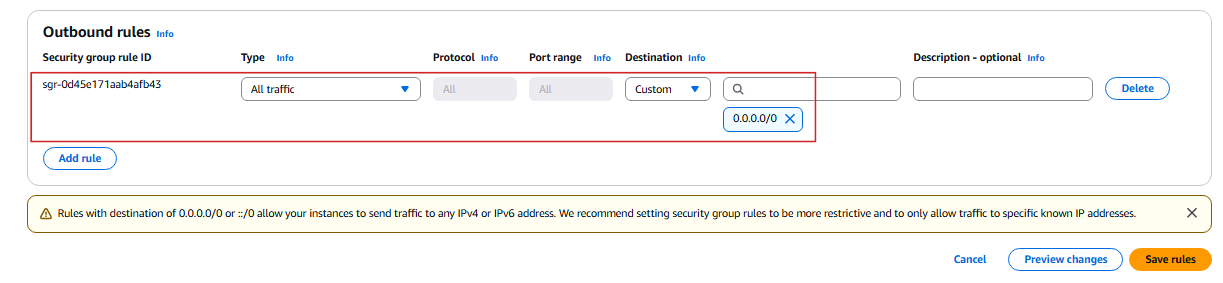 Outbound rules Info
Security group rule ID Type Info Protocol Info Port range Info Destination Info Description - optional Info
sgr-0d45e171aab4afb43 All traffic All All Custom Delete
0.0.0.0/0
Add rule
Rules with destination of 0.0.0.0/0 or ::/0 allow your instances to send traffic to any IPv4 or IPv6 address. We recommend setting security group rules to be more restrictive and to only allow traffic to specific known IP addresses.
Cancel Preview changes Save rules